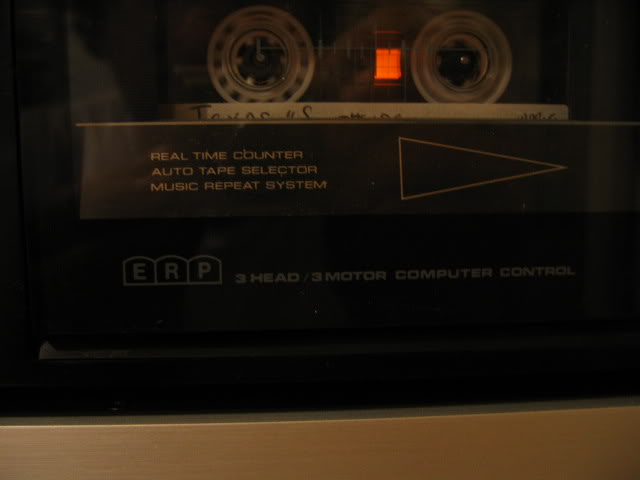 REAL TIME COUNTER
AUTO TAPE SELECTOR
MUSIC REPEAT SYSTEM
ERP 3 HEAD / 3 MOTOR COMPUTER CONTROL